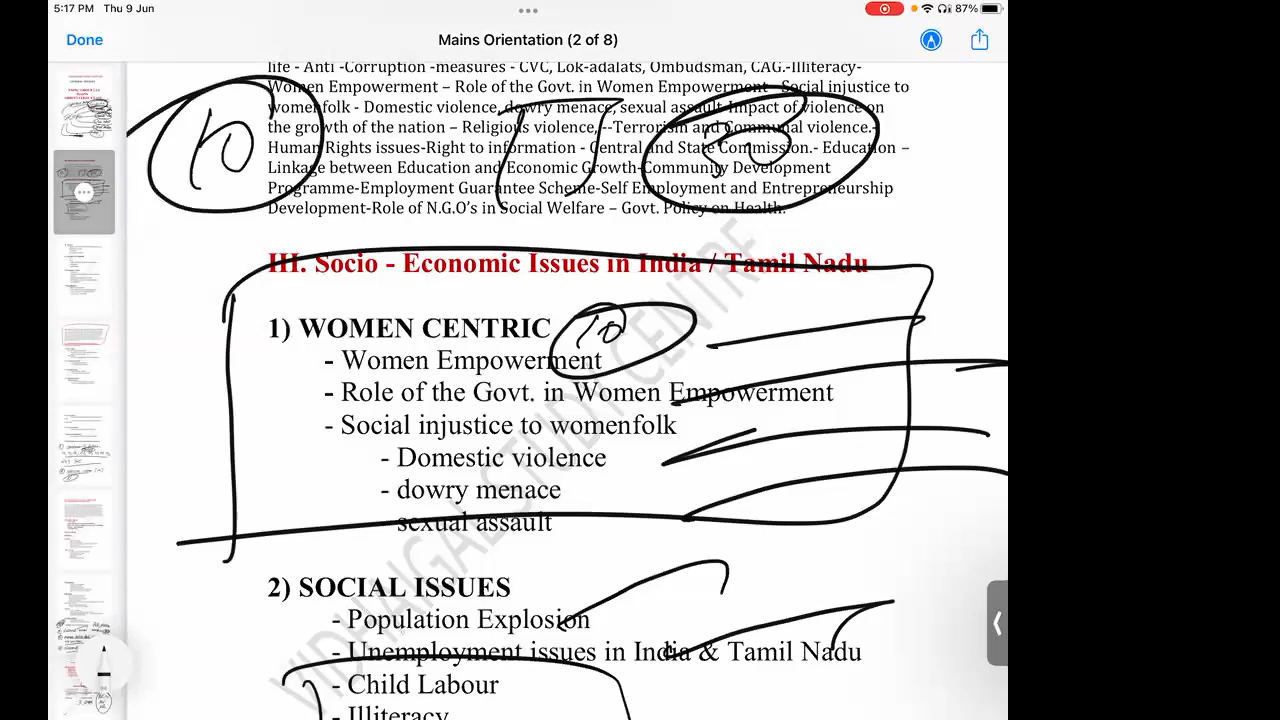 5:17 PM Thu 9 Jun
87%
Done
Mains Orientation (2 of 8)
life - Anti -Corruption -measures - CVC, Lok-adalats, Ombudsman, CAG.-Illiteracy-
Women Empowerment – Role of the Govt. in Women Empowerment - Social injustice to
womenfolk - Domestic violence, dowry menace, sexual assault-Impact of violence on
the growth of the nation – Religious violence, --Terrorism and Communal violence.-
Human Rights issues-Right to information - Central and State Commission.- Education –
Linkage between Education and Economic Growth-Community Development
Programme-Employment Guarantee Scheme-Self Employment and Entrepreneurship
Development-Role of N.G.O's in Social Welfare – Govt. Policy on Health.
10
III. Socio - Economic Issues in India / Tamil Nadu
1) WOMEN CENTRIC
10
- Women Empowerment
- Role of the Govt. in Women Empowerment
- Social injustice to womenfolk
- Domestic violence
- dowry menace
sexual assault
2) SOCIAL ISSUES
- Population Explosion
- Unemployment issues in India & Tamil Nadu
- Child Labour
- Illiteracy